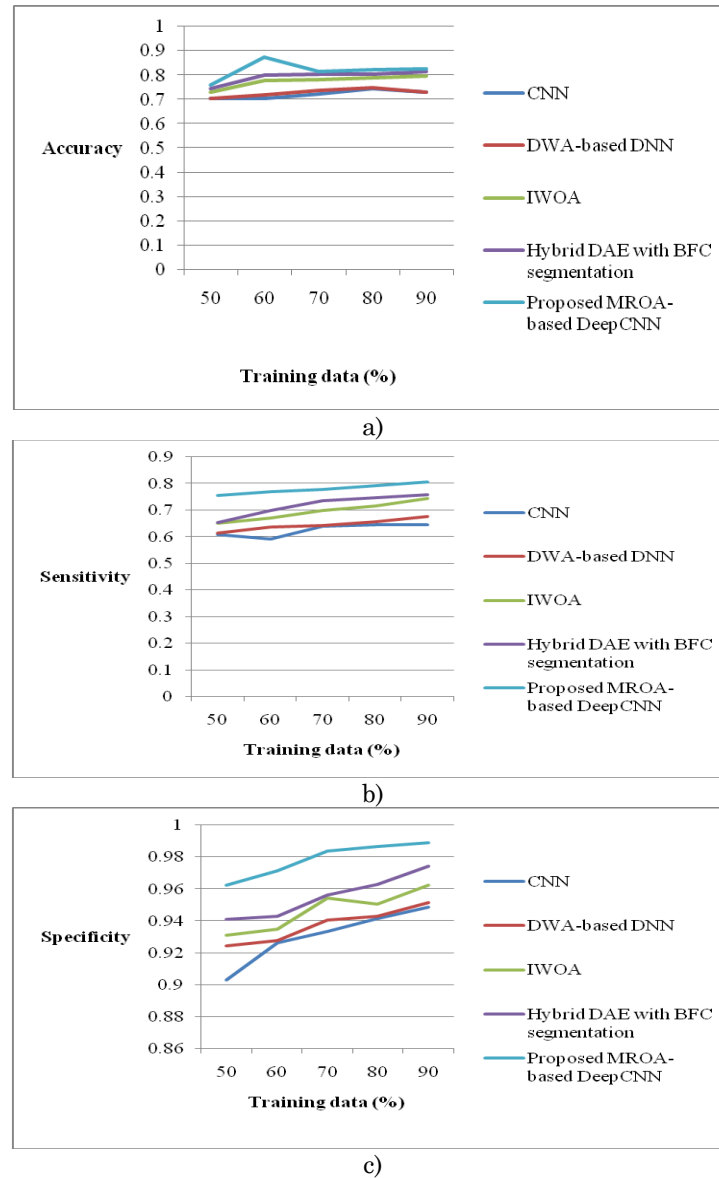 1
0.9
0.8
0.7
0.6
0.5
0.4
0.3
0.2
0.1
0
Accuracy
50 60 70 80 90
Training data (%)
CNN
DWA-based DNN
IWOA
Hybrid DAE with BFC
segmentation
Proposed MROA-
based DeepCNN
a)
0.9
0.8
0.7
0.6
0.5
0.4
0.3
0.2
0.1
0
Sensitivity
50 60 70 80 90
Training data (%)
CNN
DWA-based DNN
IWOA
Hybrid DAE with BFC
segmentation
Proposed MROA-
based DeepCNN
b)
1
0.98
0.96
0.94
0.92
0.9
0.88
0.86
Specificity
50 60 70 80 90
Training data (%)
CNN
DWA-based DNN
IWOA
Hybrid DAE with BFC
segmentation
Proposed MROA-
based DeepCNN
c)